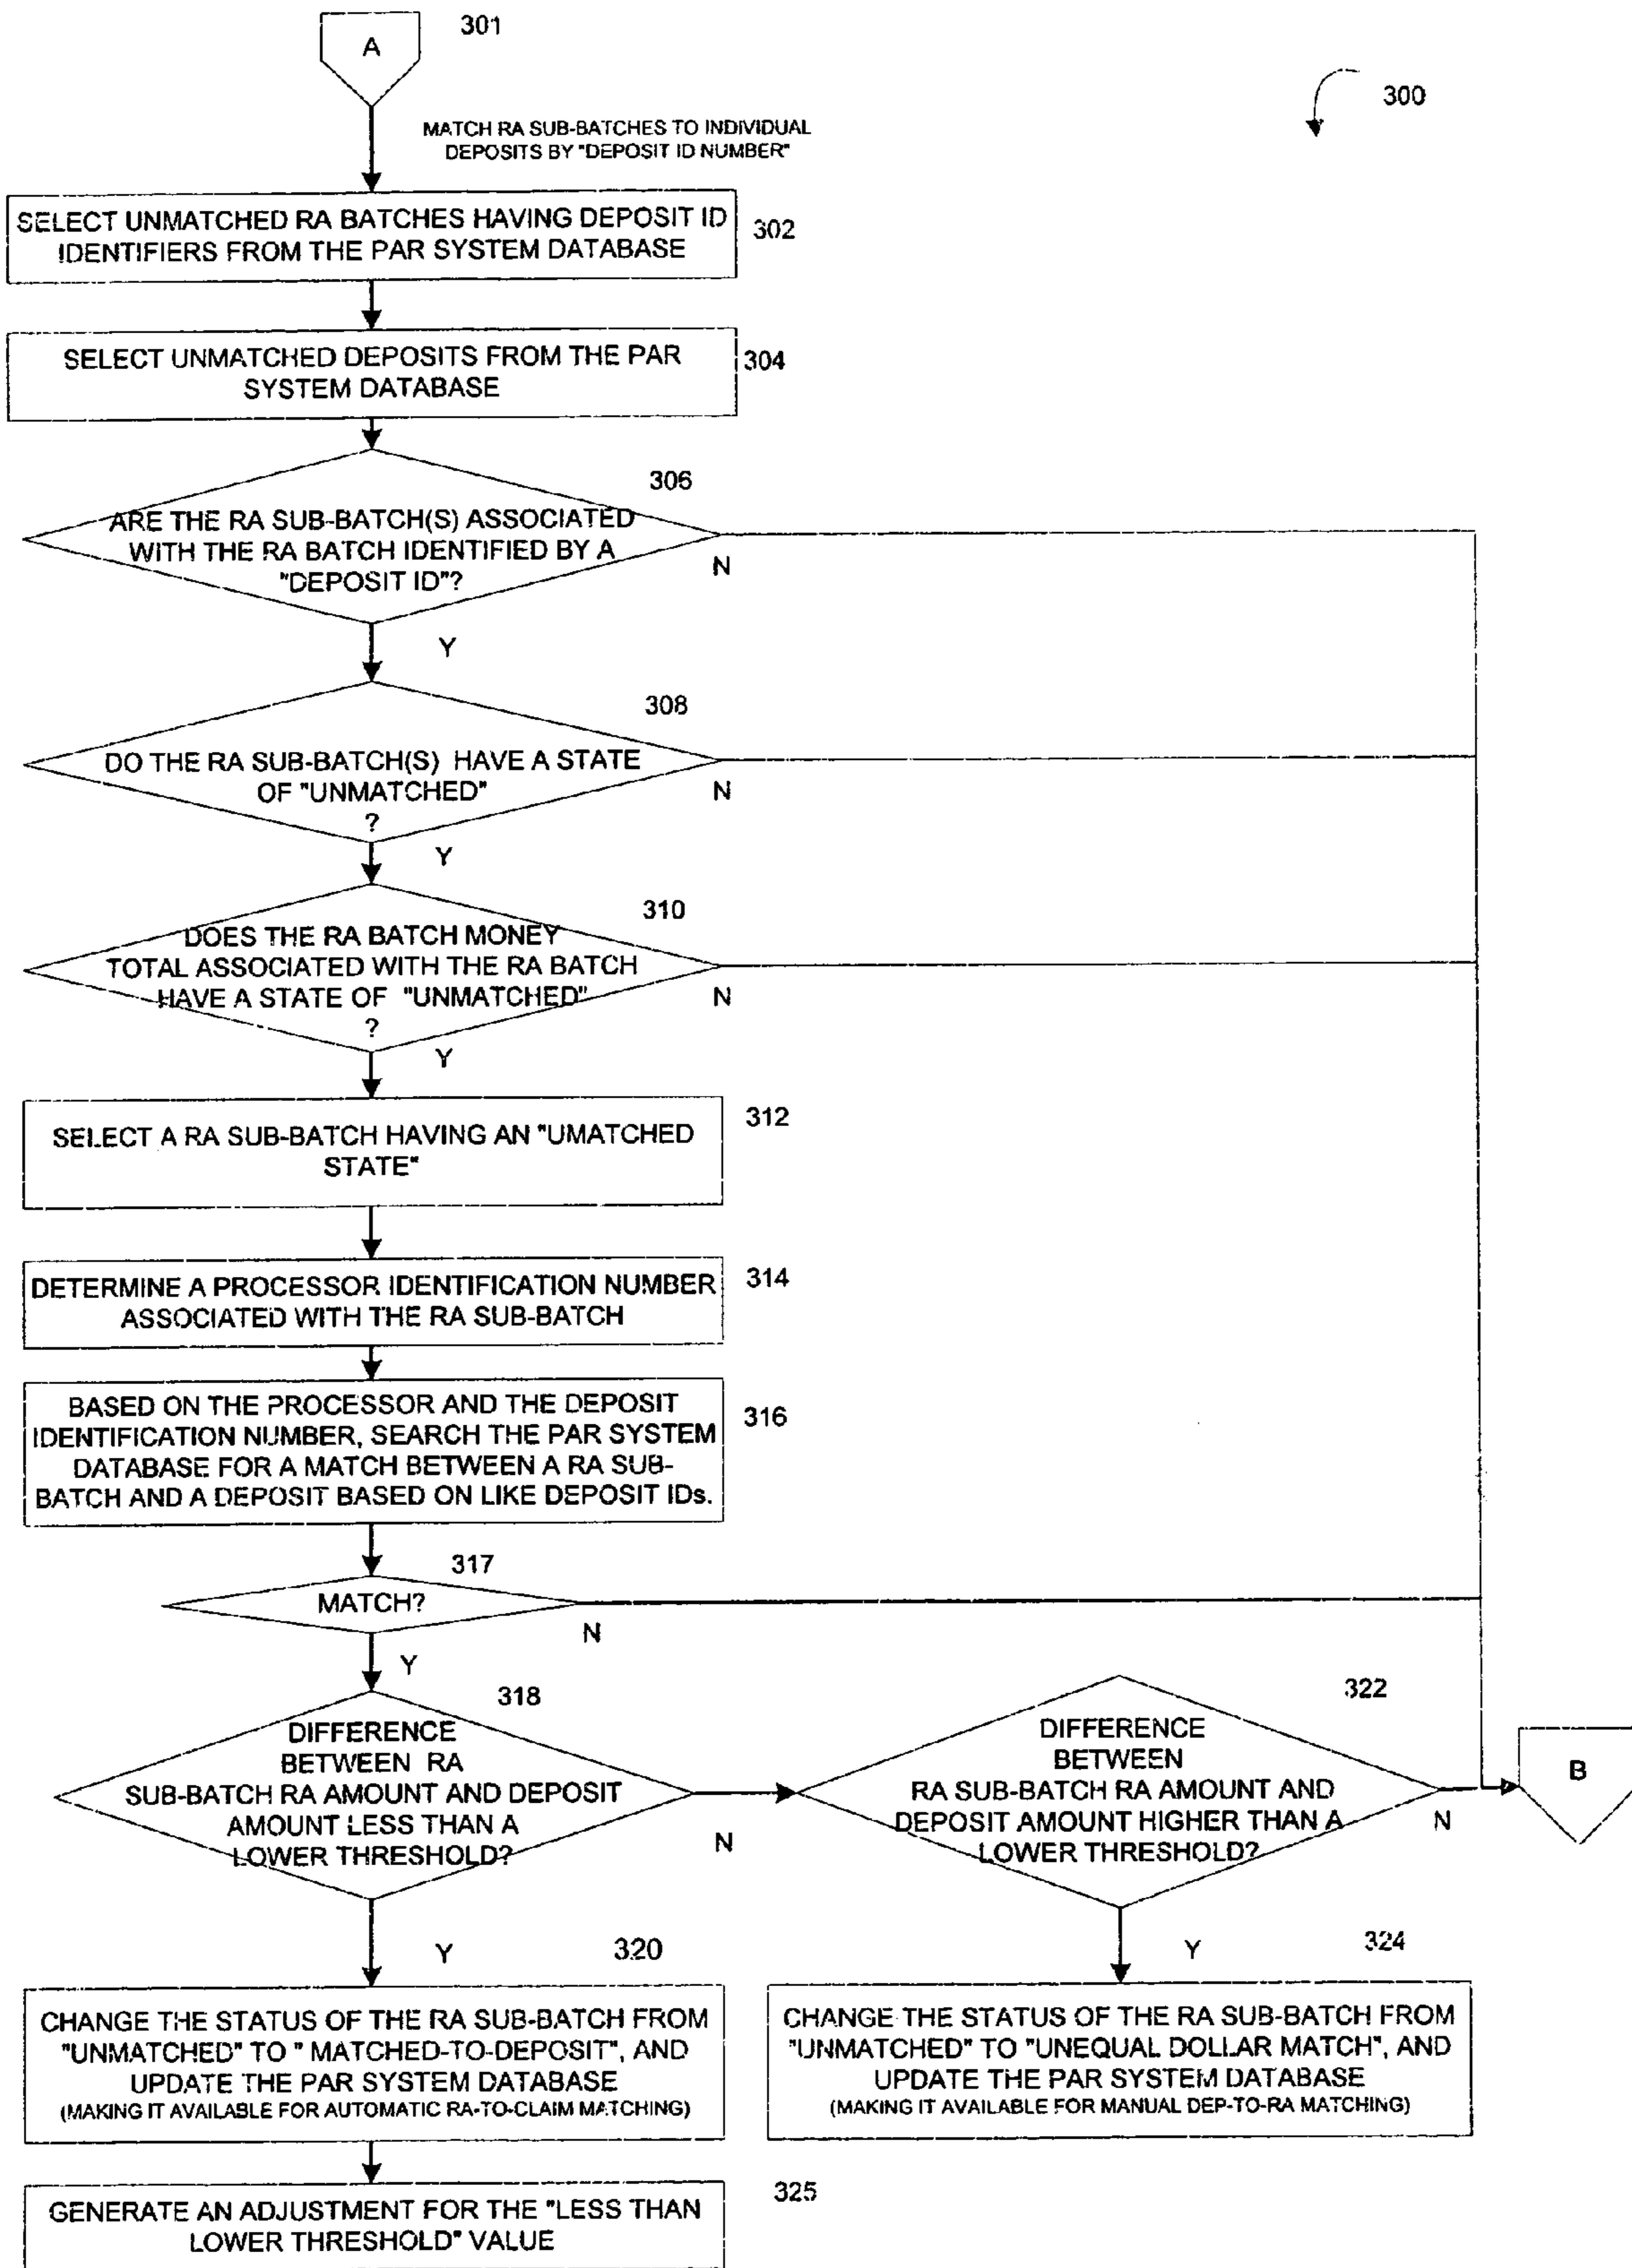 A
301
300
MATCH RA SUB-BATCHES TO INDIVIDUAL
DEPOSITS BY "DEPOSIT ID NUMBER"
SELECT UNMATCHED RA BATCHES HAVING DEPOSIT ID
IDENTIFIERS FROM THE PAR SYSTEM DATABASE
302
SELECT UNMATCHED DEPOSITS FROM THE PAR
SYSTEM DATABASE
304
306
ARE THE RA SUB-BATCH(S) ASSOCIATED
WITH THE RA BATCH IDENTIFIED BY A
"DEPOSIT ID"?
N
Y
308
DO THE RA SUB-BATCH(S) HAVE A STATE
OF "UNMATCHED"
?
N
Y
310
DOES THE RA BATCH MONEY
TOTAL ASSOCIATED WITH THE RA BATCH
HAVE A STATE OF "UNMATCHED"
?
N
Y
312
SELECT A RA SUB-BATCH HAVING AN "UMATCHED
STATE"
314
DETERMINE A PROCESSOR IDENTIFICATION NUMBER
ASSOCIATED WITH THE RA SUB-BATCH
316
BASED ON THE PROCESSOR AND THE DEPOSIT
IDENTIFICATION NUMBER, SEARCH THE PAR SYSTEM
DATABASE FOR A MATCH BETWEEN A RA SUB-
BATCH AND A DEPOSIT BASED ON LIKE DEPOSIT IDs.
317
MATCH?
N
Y
318
DIFFERENCE
BETWEEN RA
SUB-BATCH RA AMOUNT AND DEPOSIT
AMOUNT LESS THAN A
LOWER THRESHOLD?
N
Y
322
DIFFERENCE
BETWEEN
RA SUB-BATCH RA AMOUNT AND
DEPOSIT AMOUNT HIGHER THAN A
LOWER THRESHOLD?
N
B
Y
320
CHANGE THE STATUS OF THE RA SUB-BATCH FROM
"UNMATCHED" TO " MATCHED-TO-DEPOSIT", AND
UPDATE THE PAR SYSTEM DATABASE
(MAKING IT AVAILABLE FOR AUTOMATIC RA-TO-CLAIM MATCHING)
324
CHANGE THE STATUS OF THE RA SUB-BATCH FROM
"UNMATCHED" TO "UNEQUAL DOLLAR MATCH", AND
UPDATE THE PAR SYSTEM DATABASE
(MAKING IT AVAILABLE FOR MANUAL DEP-TO-RA MATCHING)
325
GENERATE AN ADJUSTMENT FOR THE "LESS THAN
LOWER THRESHOLD" VALUE